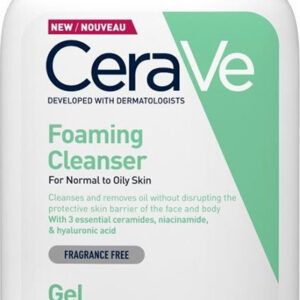 NEW / NOUVEAU
CeraVe
DEVELOPED WITH DERMATOLOGISTS
Foaming
Cleanser
For Normal to Oily Skin
Cleanses and removes oil without disrupting the
protective skin barrier of the face and body
With 3 essential ceramides, niacinamide,
& hyaluronic acid
FRAGRANCE FREE
Gel